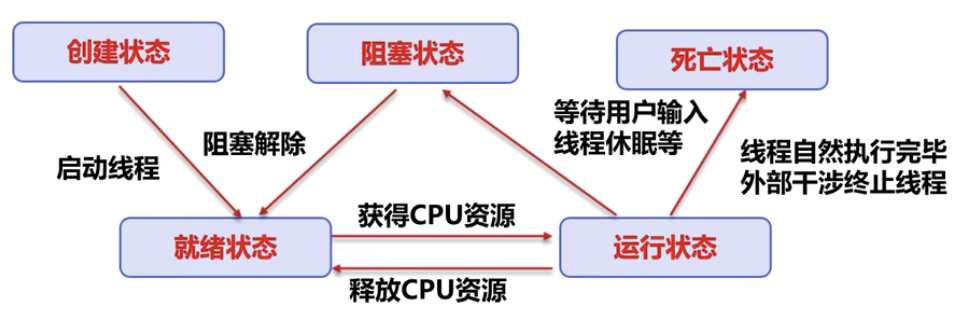 创建状态
阻塞状态
死亡状态
启动线程
阻塞解除
等待用户输入
线程休眠等
线程自然执行完毕
外部干涉终止线程
就绪状态
获得CPU资源
运行状态
释放CPU资源